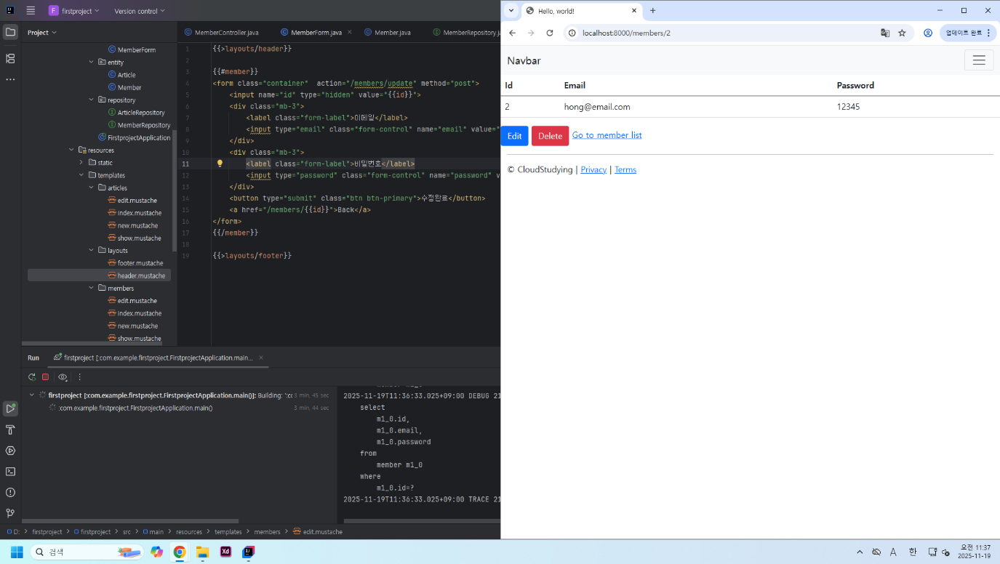 F firstproject
Version control
Project
MemberForm
entity
Article
Member
repository
ArticleRepository
MemberRepository
FirstprojectApplication
resources
static
templates
articles
edit.mustache
index.mustache
new.mustache
show.mustache
layouts
footer.mustache
header.mustache
members
edit.mustache
index.mustache
new.mustache
show.mustache
MemberController.java
MemberForm.java
Member.java
MemberRepository.ja
1 {{>layouts/header}}
2
3 {{#member}}
4 <form class="container"  action="/members/update" method="post">
5 <input name="id" type="hidden" value="{{id}}">
6 <div class="mb-3">
7 <label class="form-label">이메일</label>
8 <input type="email" class="form-control" name="email" value="
9 </div>
10 <div class="mb-3">
11 <label class="form-label">비밀번호</label>
12 <input type="password" class="form-control" name="password" v
13 </div>
14 <button type="submit" class="btn btn-primary">수정완료</button>
15 <a href="/members/{{id}}">Back</a>
16 </form>
17 {{/member}}
18
19 {{>layouts/footer}}
Run
firstproject [:com.example.firstproject.FirstprojectApplication.main...
firstproject [:com.example.firstproject.FirstprojectApplication.main()]: Building: ':cc 3 min, 45 sec
:com.example.firstproject.FirstprojectApplication.main() 3 min, 44 sec
member m1_0
2025-11-19T11:36:33.025+09:00 DEBUG 21
select
m1_0.id,
m1_0.email,
m1_0.password
from
member m1_0
where
m1_0.id=?
2025-11-19T11:36:33.025+09:00 TRACE 21
D: > firstproject > firstproject > src > main > resources > templates > members > edit.mustache
Hello, world!
localhost:8000/members/2
업데이트 완료
Navbar
Id Email Password
2 hong@email.com 12345
Edit Delete Go to member list
© CloudStudying | Privacy | Terms
검색
Xd
IJ
A 한
오전 11:37
2025-11-19